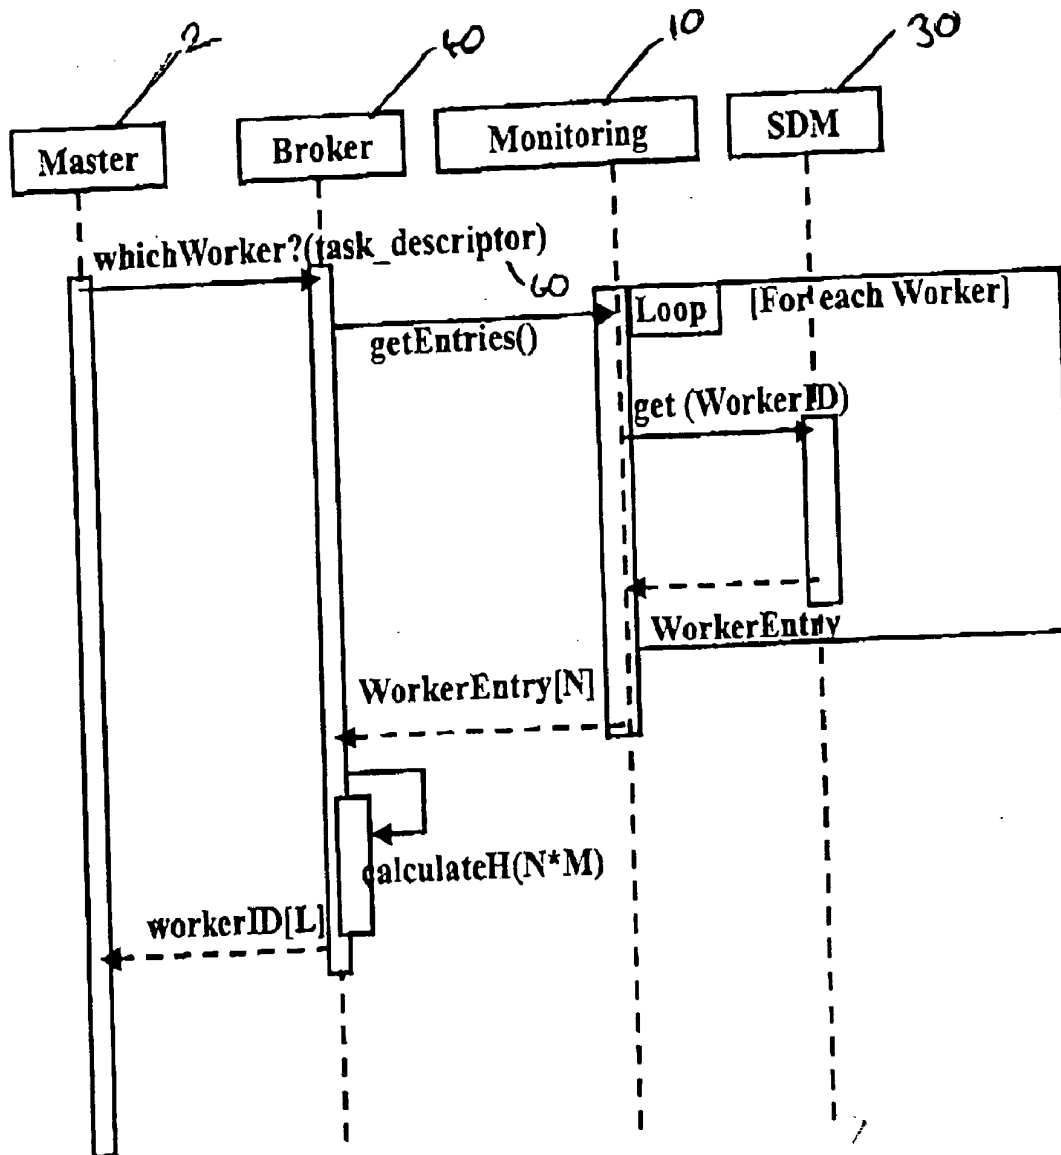 2
40
10
30
Master
Broker
Monitoring
SDM
whichWorker?(task_descriptor)
60
Loop
[For each Worker]
getEntries()
get (WorkerID)
WorkerEntry
WorkerEntry[N]
calculateH(N*M)
workerID[L]